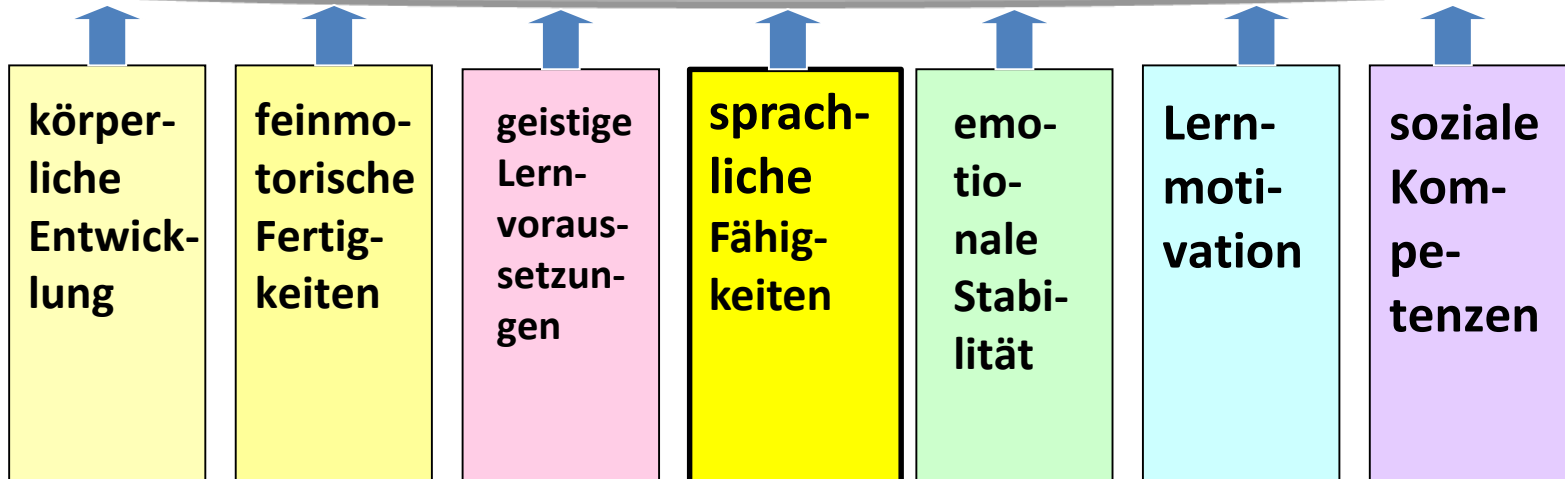 körper-
liche
Entwick-
lung
feinmo-
torische
Fertig-
keiten
geistige
Lern-
voraus-
setzun-
gen
sprach-
liche
Fähig-
keiten
emo-
tio-
nale
Stabi-
lität
Lern-
moti-
vation
soziale
Kom-
pe-
tenzen